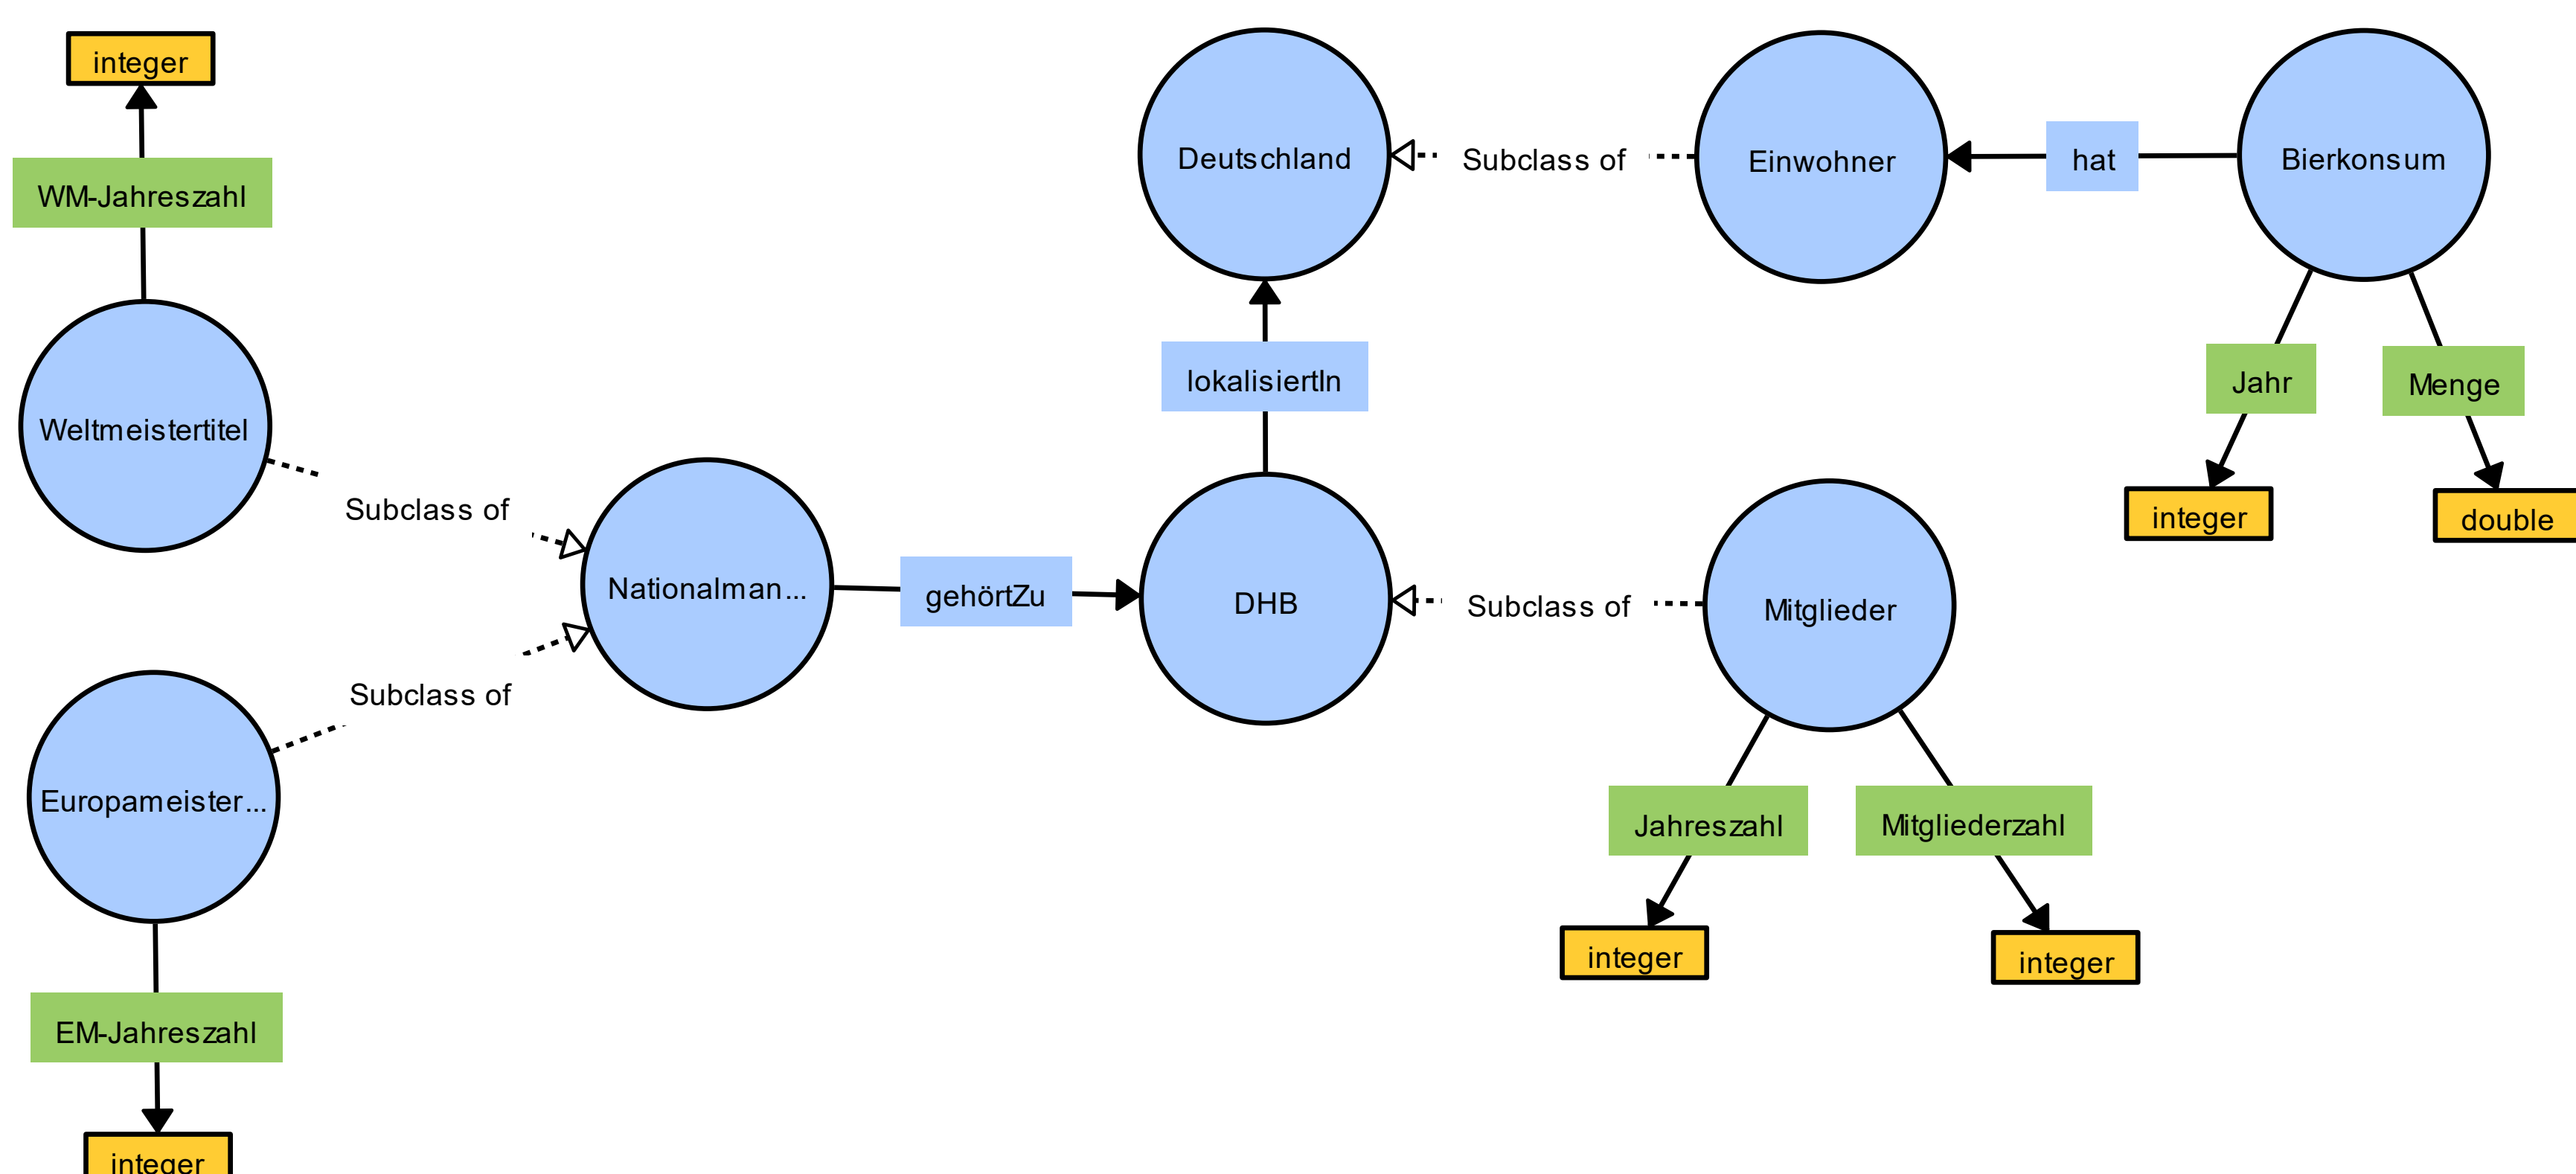 integer
WM-Jahreszahl
Weltmeistertitel
Subclass of
Nationalman...
Subclass of
Europameister...
EM-Jahreszahl
integer
gehörtZu
Deutschland
lokalisiertIn
DHB
Subclass of
Einwohner
hat
Bierkonsum
Jahr
Menge
integer
double
Subclass of
Mitglieder
Jahreszahl
Mitgliederzahl
integer
integer